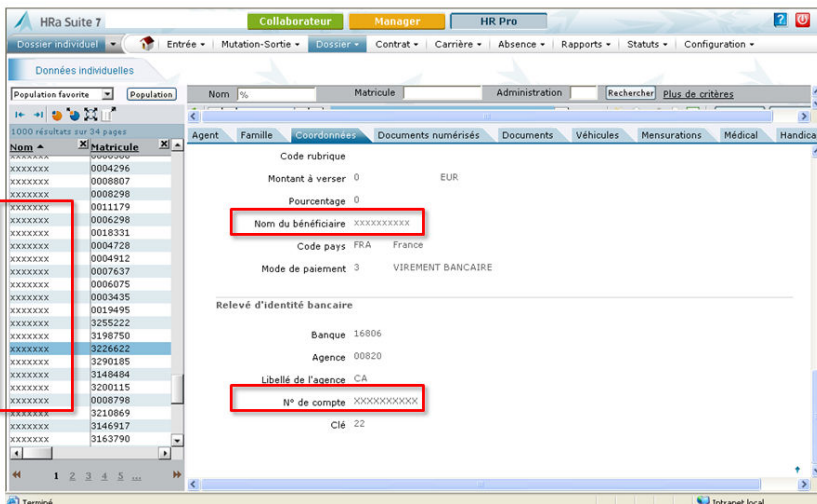 HRa Suite 7
Collaborateur Manager HR Pro
Dossier individuel Entrée Mutation-Sortie Dossier Contrat Carrière Absence Rapports Statuts Configuration
Données individuelles
Population favorite Population Nom % Matricule Administration Rechercher Plus de critères
1000 résultats sur 34 pages
Agent Famille Coordonnées Documents numérisés Documents Véhicules Mensurations Médical Handica
Nom Matricule
xxxxxxx
xxxxxxx 0004296
xxxxxxx 0008807
xxxxxxx 0008298
xxxxxxx 0011179
xxxxxxx 0006298
xxxxxxx 0018331
xxxxxxx 0004728
xxxxxxx 0004912
xxxxxxx 0007637
xxxxxxx 0006075
xxxxxxx 0003435
xxxxxxx 0019495
xxxxxxx 3255222
xxxxxxx 3198750
xxxxxxx 3226622
xxxxxxx 3290185
xxxxxxx 3148484
xxxxxxx 3200115
xxxxxxx 0008798
xxxxxxx 3210869
xxxxxxx 3146917
xxxxxxx 3163790
1 2 3 4 5 ...
Code rubrique
Montant à verser 0 EUR
Pourcentage 0
Nom du bénéficiaire xxxxxxxxxx
Code pays FRA France
Mode de paiement 3 VIREMENT BANCAIRE
Relevé d'identité bancaire
Banque 16806
Agence 00820
Libellé de l'agence CA
N° de compte XXXXXXXXXX
Clé 22
Terminé Intranet local